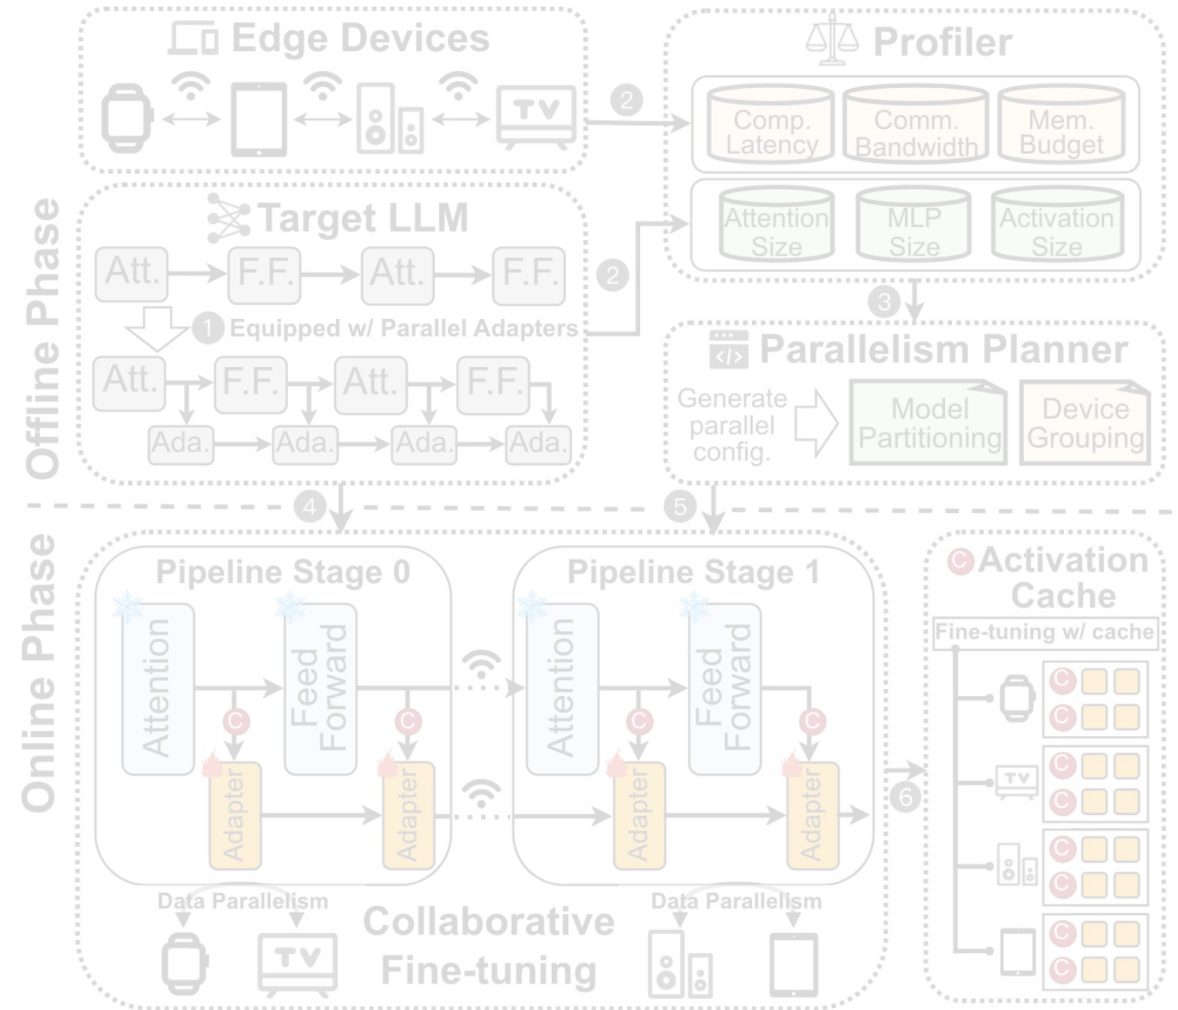 Edge Devices
TV
2
Profiler
Comp.
Latency
Comm.
Bandwidth
Mem.
Budget
Attention
Size
MLP
Size
Activation
Size
Offline Phase
Target LLM
Att.
F.F.
Att.
F.F.
2
1 Equipped w/ Parallel Adapters
Att.
F.F.
Att.
F.F.
Ada.
Ada.
Ada.
Ada.
3
Parallelism Planner
Generate
parallel
config.
Model
Partitioning
Device
Grouping
4
5
Online Phase
Pipeline Stage 0
Attention
Feed
Forward
C
C
Adapter
Adapter
Pipeline Stage 1
Attention
Feed
Forward
C
C
Adapter
Adapter
Data Parallelism
TV
Collaborative
Fine-tuning
Data Parallelism
6
C Activation
Cache
Fine-tuning w/ cache
C
C
TV
C
C
C
C
C
C